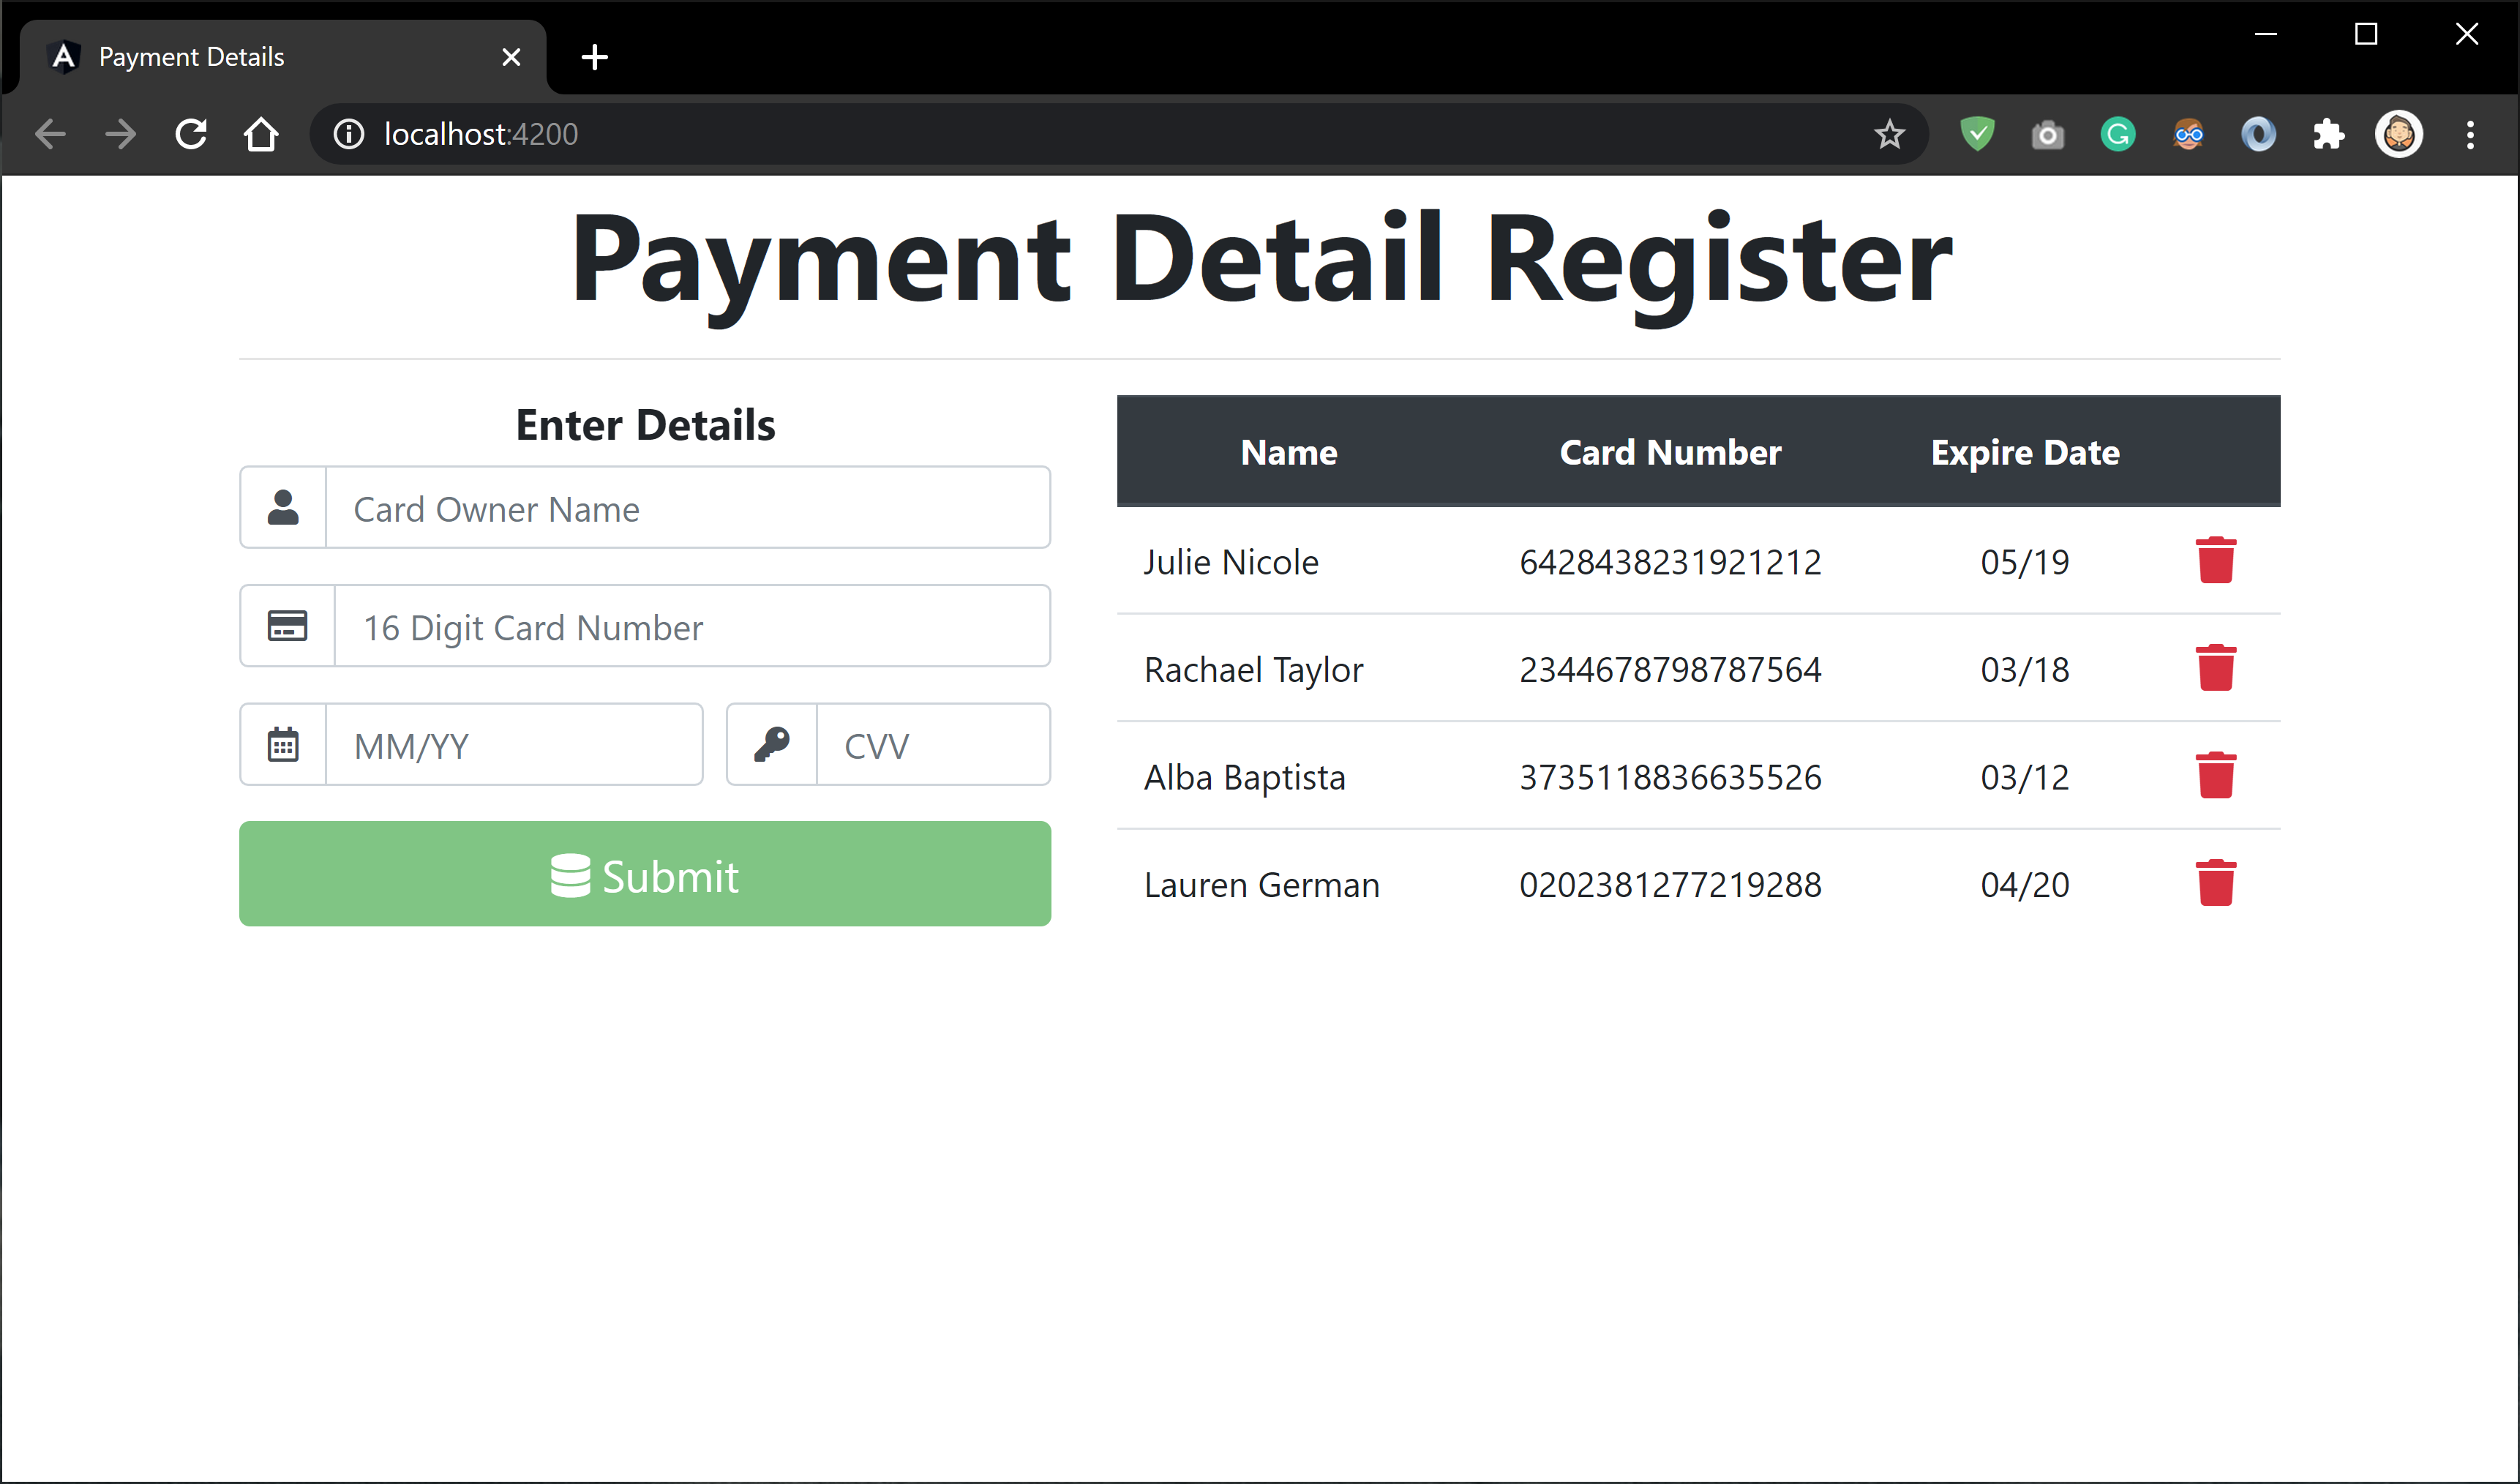 Payment Details
localhost:4200
Payment Detail Register
Enter Details
Card Owner Name
16 Digit Card Number
MM/YY CVV
Submit
Name Card Number Expire Date
Julie Nicole 6428438231921212 05/19
Rachael Taylor 2344678798787564 03/18
Alba Baptista 3735118836635526 03/12
Lauren German 0202381277219288 04/20